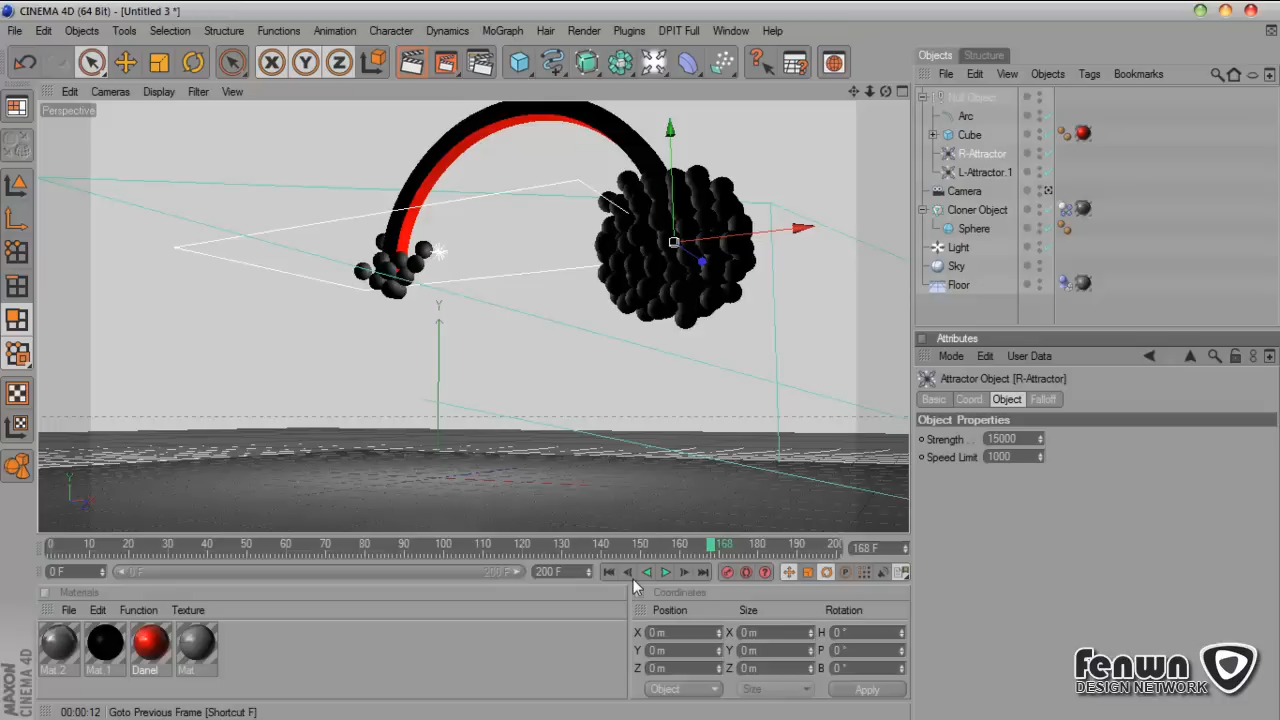 CINEMA 4D (64 Bit) - [Untitled 3 *]
File Edit Objects Tools Selection Structure Functions Animation Character Dynamics MoGraph Hair Render Plugins DPIT Full Window Help
Objects Structure
File Edit View Objects Tags Bookmarks
Edit Cameras Display Filter View
Perspective
Null Object
Arc
Cube
R-Attractor
L-Attractor.1
Camera
Cloner Object
Sphere
Light
Sky
Floor
Y
Attributes
Mode Edit User Data
Attractor Object [R-Attractor]
Basic Coord Object Falloff
Object Properties
Strength . . 15000
Speed Limit 1000
Y
X
0 10 20 30 40 50 60 70 80 90 100 110 120 130 140 150 160 168 180 190 20 168 F
0 F 0 F 200 F 200 F
Materials
File Edit Function Texture
Mat.2 Mat.1 Danel Mat
Coordinates
Position Size Rotation
X 0 m X 0 m H 0 °
Y 0 m Y 0 m P 0 °
Z 0 m Z 0 m B 0 °
Object Size Apply
MAXON
CINEMA 4D
fenwn
DESIGN NETWORK
00:00:12 Goto Previous Frame [Shortcut F]